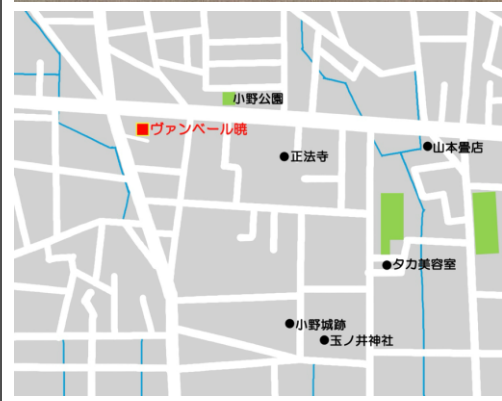 小野公園
ヴァンベール暁
山本畳店
正法寺
タカ美容室
小野城跡
玉ノ井神社